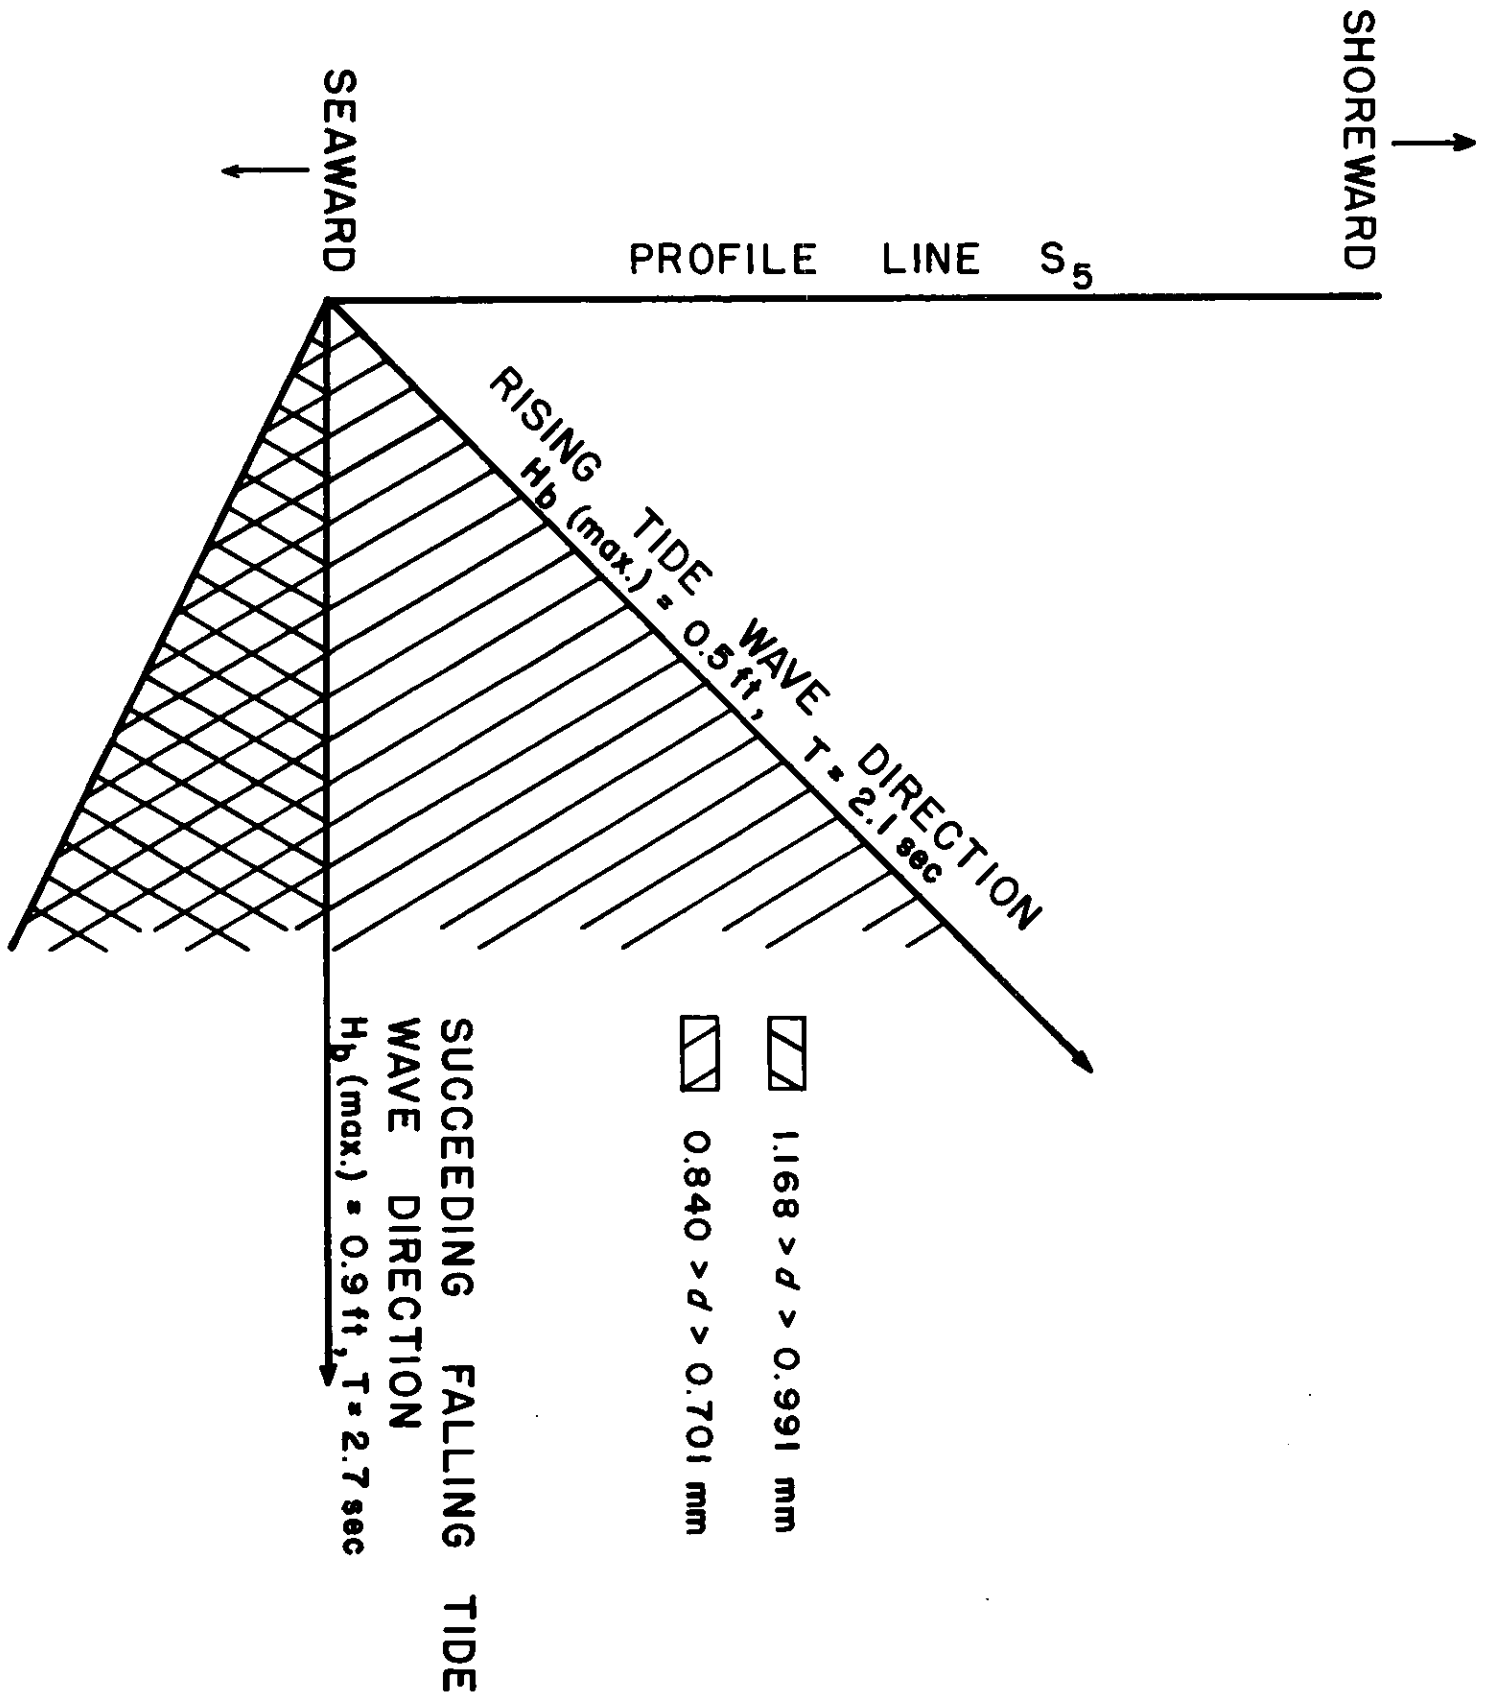 SHOREWARD
SEAWARD
PROFILE LINE S5
RISING TIDE WAVE DIRECTION
Hb (max.) = 0.5 ft, T = 2.1 sec
1.168 > d > 0.991 mm
0.840 > d > 0.701 mm
SUCCEEDING FALLING TIDE
WAVE DIRECTION
Hb (max.) = 0.9 ft, T = 2.7 sec